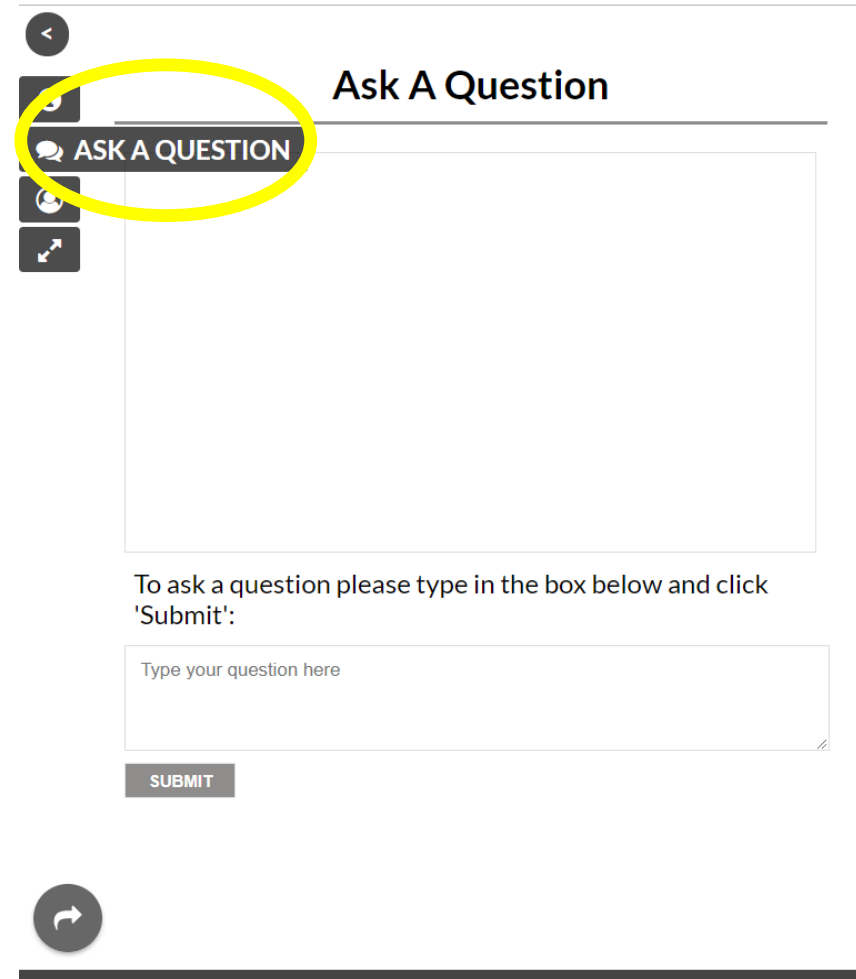 Ask A Question
ASK A QUESTION
To ask a question please type in the box below and click
'Submit':
Type your question here
SUBMIT